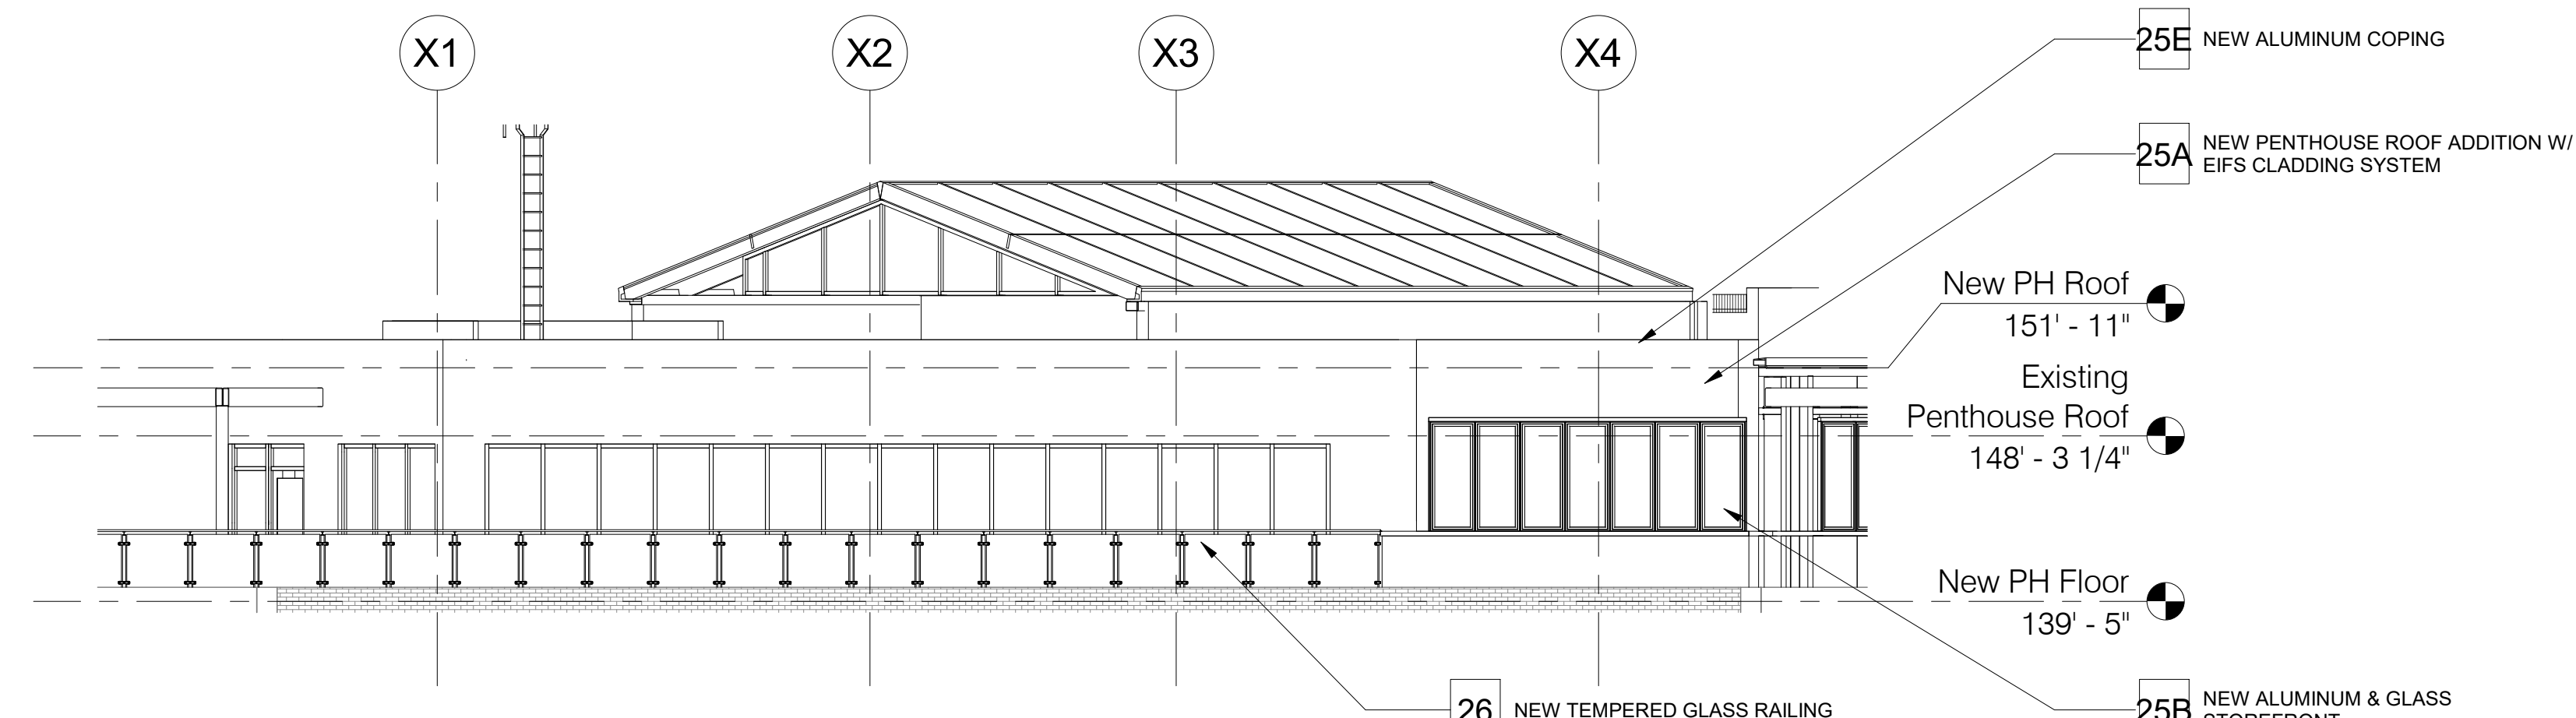 X1
X2
X3
X4
25E NEW ALUMINUM COPING
25A NEW PENTHOUSE ROOF ADDITION W/
EIFS CLADDING SYSTEM
New PH Roof
151' - 11"
Existing
Penthouse Roof
148' - 3 1/4"
New PH Floor
139' - 5"
26 NEW TEMPERED GLASS RAILING
25B NEW ALUMINUM & GLASS
STOREFRONT